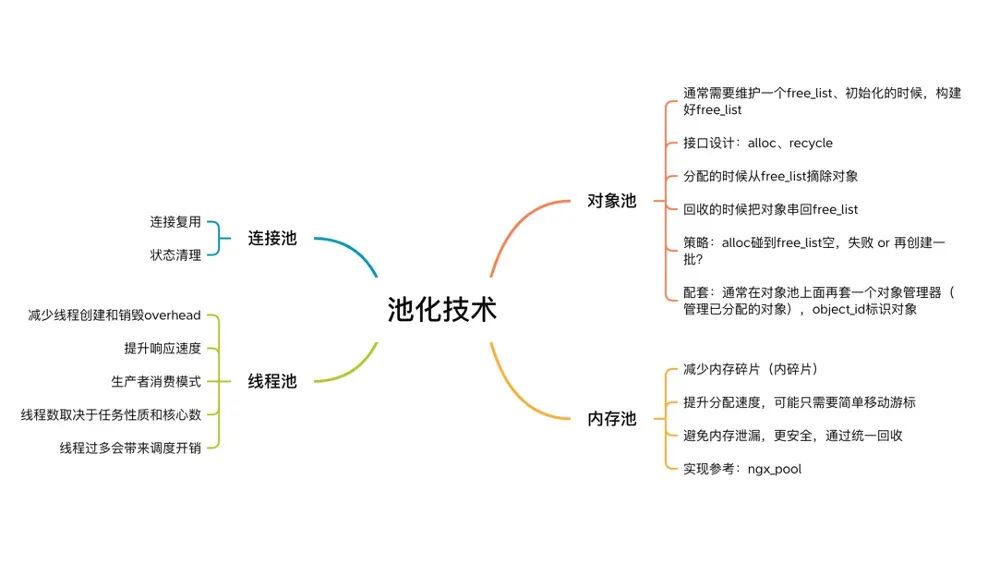 池化技术
连接池
连接复用
状态清理
线程池
减少线程创建和销毁overhead
提升响应速度
生产者消费模式
线程数取决于任务性质和核心数
线程过多会带来调度开销
对象池
通常需要维护一个free_list、初始化的时候，构建
好free_list
接口设计：alloc、recycle
分配的时候从free_list摘除对象
回收的时候把对象串回free_list
策略：alloc碰到free_list空，失败 or 再创建一
批？
配套：通常在对象池上面再套一个对象管理器（
管理已分配的对象），object_id标识对象
内存池
减少内存碎片（内碎片）
提升分配速度，可能只需要简单移动游标
避免内存泄漏，更安全，通过统一回收
实现参考：ngx_pool